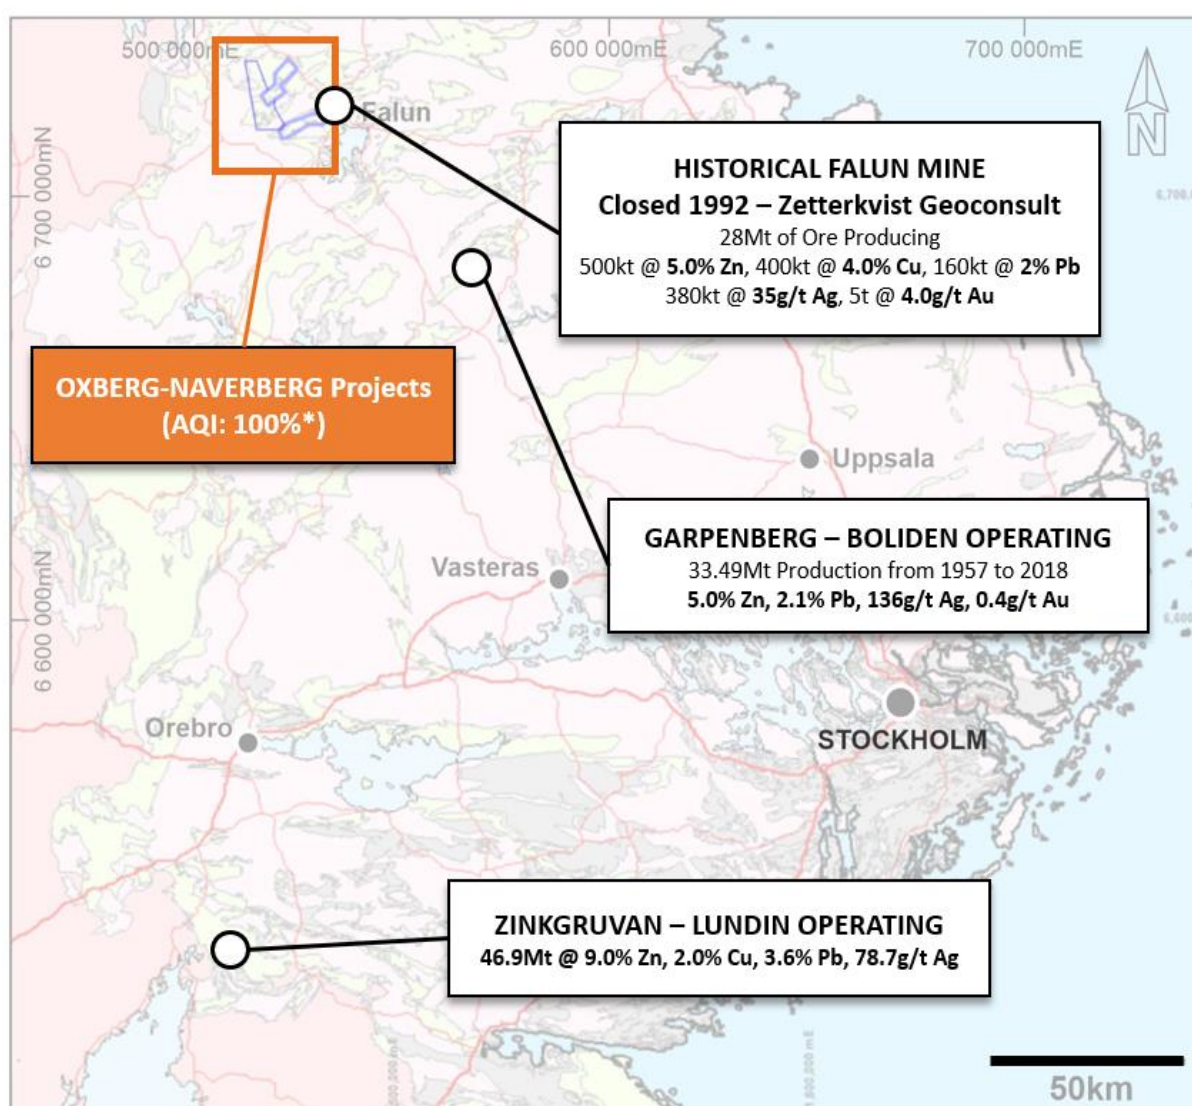 500 000mE
600 000mE
700 000mE
Falun
N
6 700 000mN
HISTORICAL FALUN MINE
Closed 1992 – Zetterkvist Geoconsult
28Mt of Ore Producing
500kt @ 5.0% Zn, 400kt @ 4.0% Cu, 160kt @ 2% Pb
380kt @ 35g/t Ag, 5t @ 4.0g/t Au
OXBERG-NAVERBERG Projects
(AQI: 100%*)
Uppsala
GARPENBERG – BOLIDEN OPERATING
33.49Mt Production from 1957 to 2018
5.0% Zn, 2.1% Pb, 136g/t Ag, 0.4g/t Au
Vasteras
6 600 000mN
Orebro
STOCKHOLM
ZINKGRUVAN – LUNDIN OPERATING
46.9Mt @ 9.0% Zn, 2.0% Cu, 3.6% Pb, 78.7g/t Ag
50km